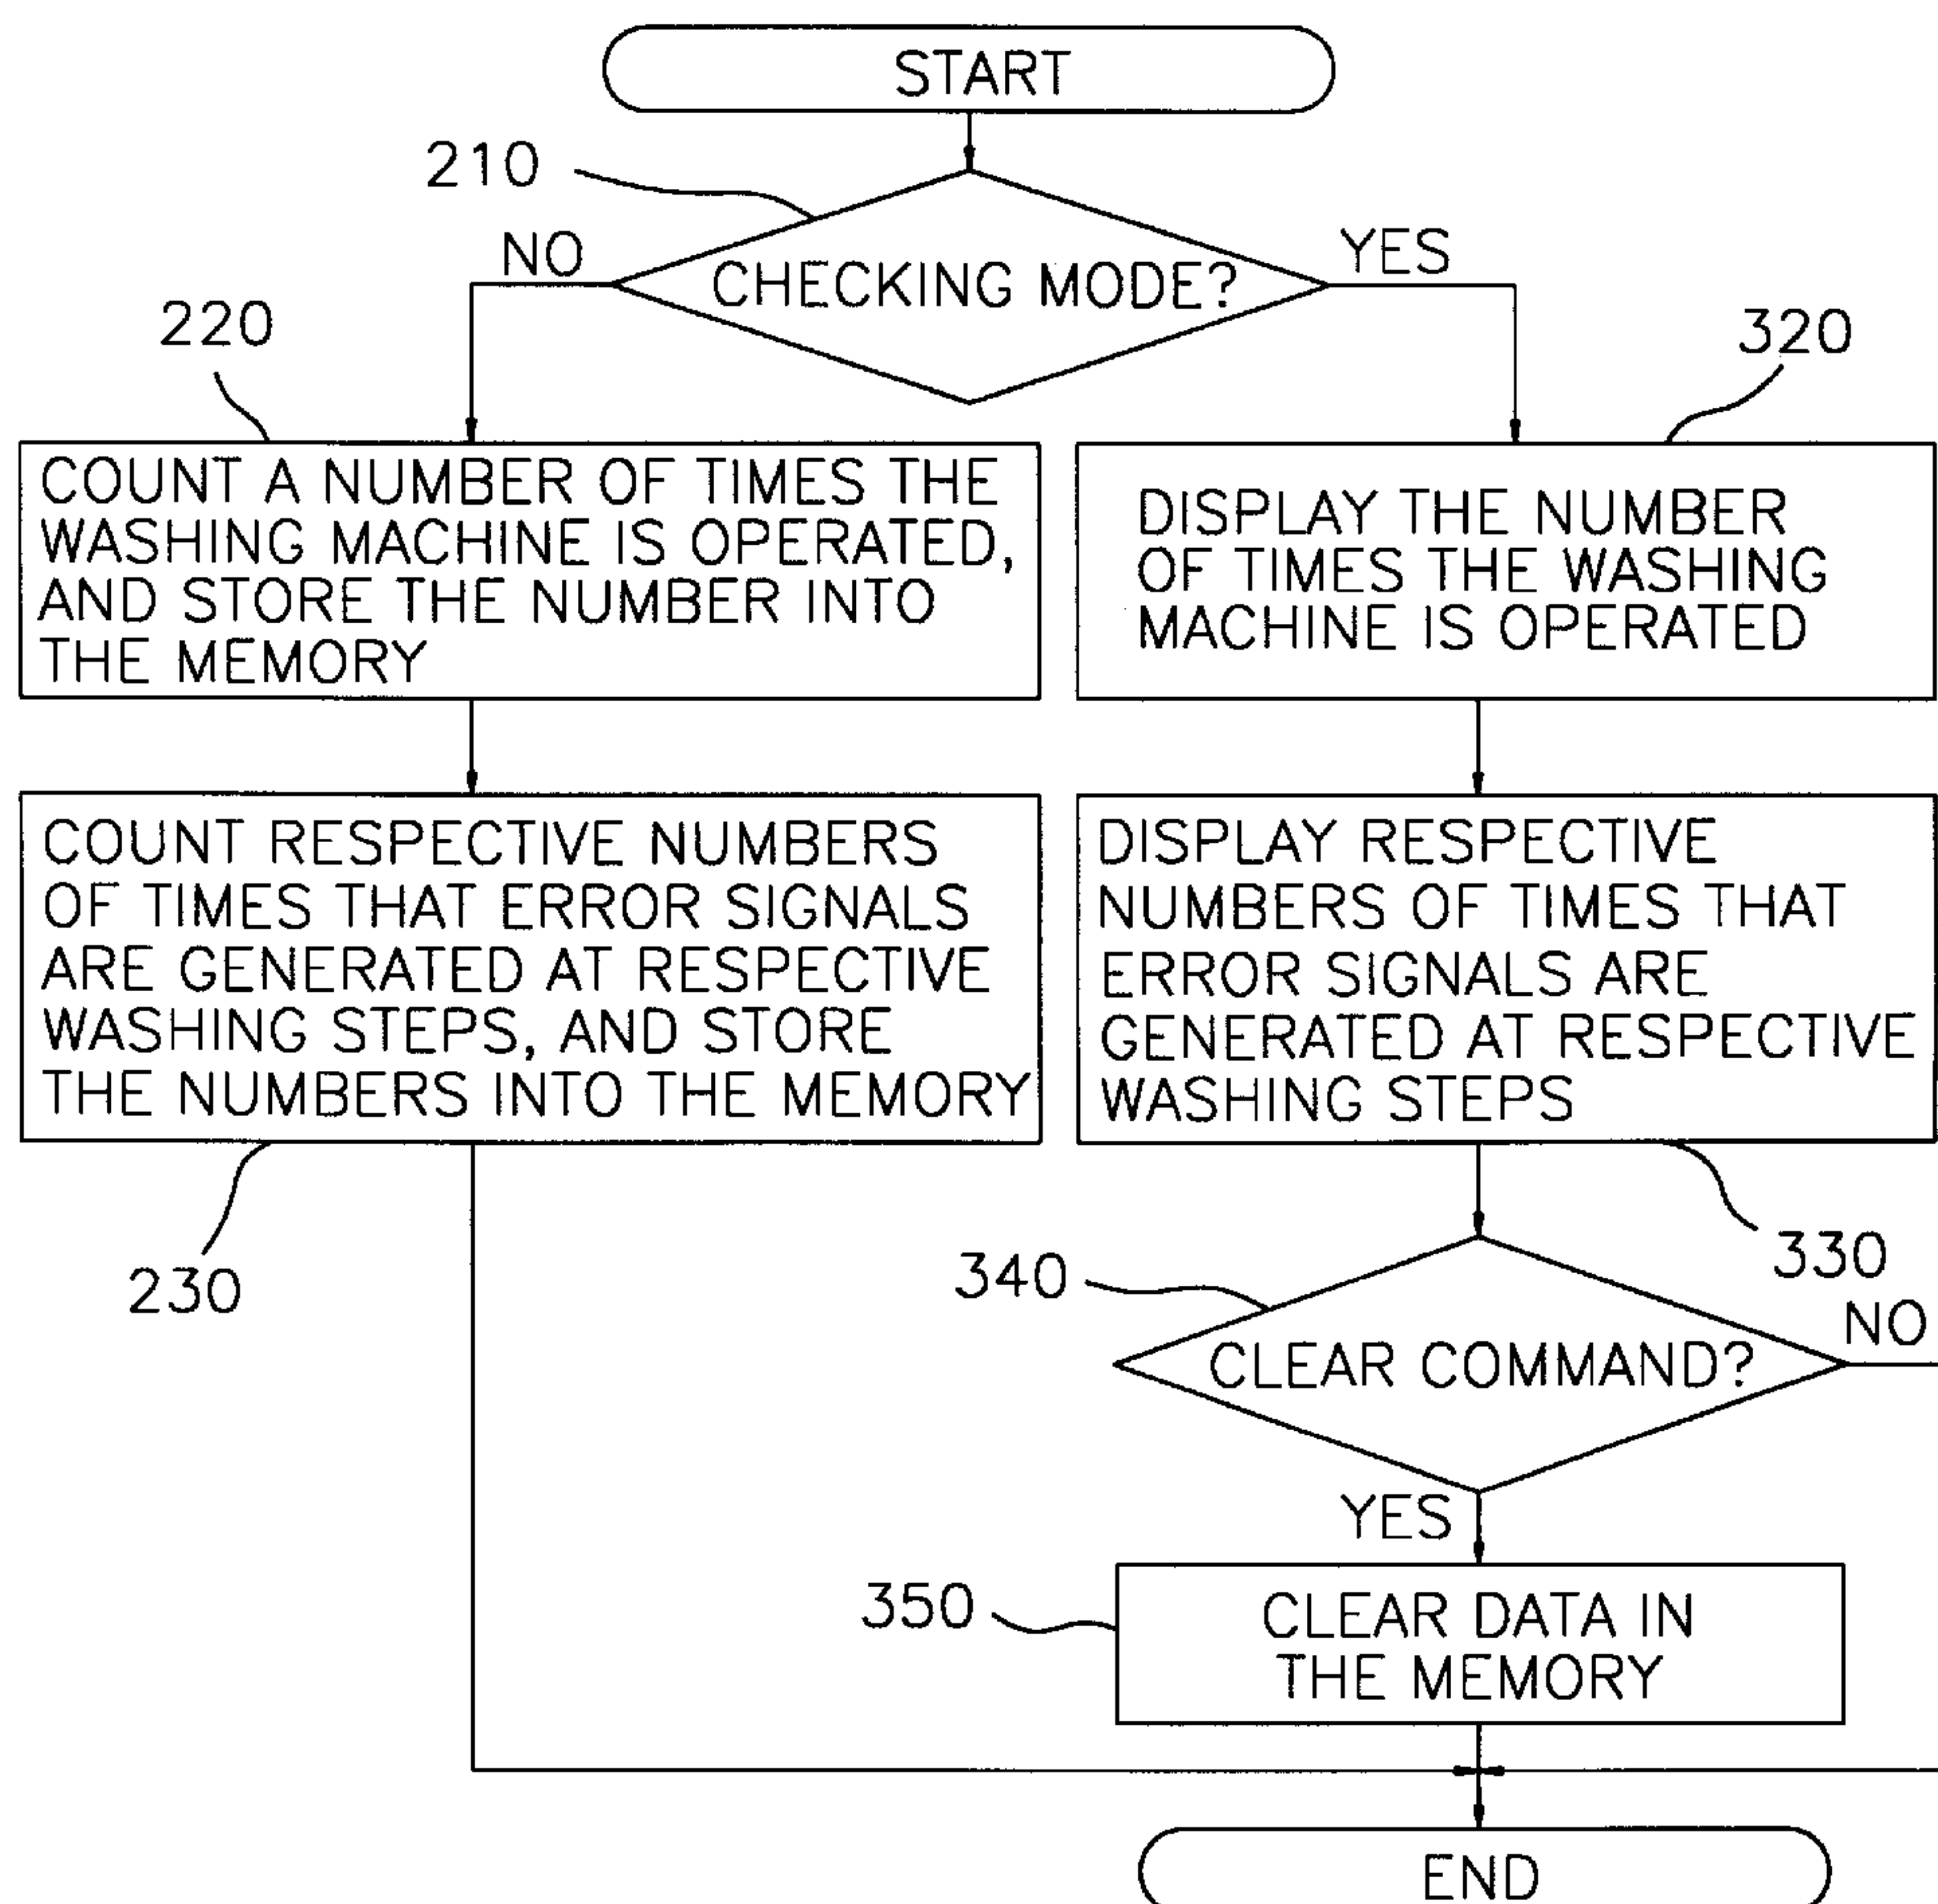 START
210
NO
CHECKING MODE?
YES
220
320
COUNT A NUMBER OF TIMES THE
WASHING MACHINE IS OPERATED,
AND STORE THE NUMBER INTO
THE MEMORY
DISPLAY THE NUMBER
OF TIMES THE WASHING
MACHINE IS OPERATED
COUNT RESPECTIVE NUMBERS
OF TIMES THAT ERROR SIGNALS
ARE GENERATED AT RESPECTIVE
WASHING STEPS, AND STORE
THE NUMBERS INTO THE MEMORY
DISPLAY RESPECTIVE
NUMBERS OF TIMES THAT
ERROR SIGNALS ARE
GENERATED AT RESPECTIVE
WASHING STEPS
230
330
340
NO
CLEAR COMMAND?
YES
350
CLEAR DATA IN
THE MEMORY
END